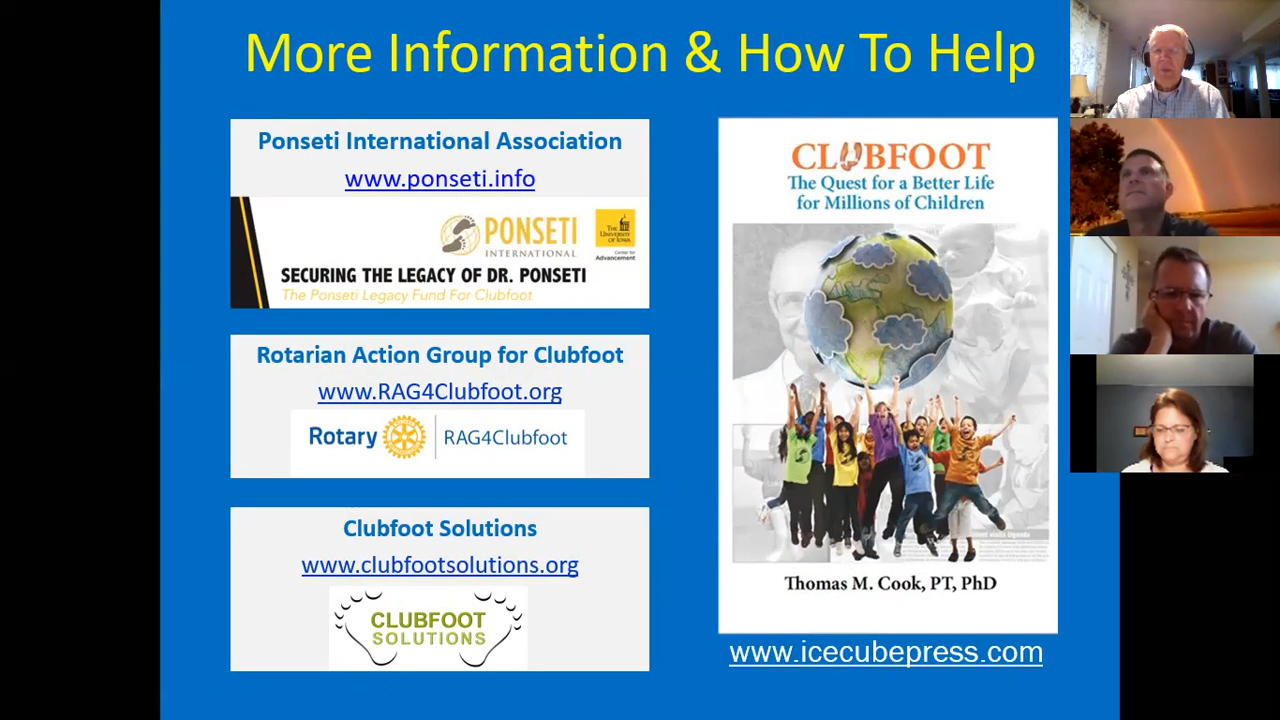 More Information & How To Help
Ponseti International Association
www.ponseti.info
PONSETI
INTERNATIONAL
THE
UNIVERSITY
OF IOWA
Center for
Advancement
SECURING THE LEGACY OF DR. PONSETI
The Ponseti Legacy Fund For Clubfoot
Rotarian Action Group for Clubfoot
www.RAG4Clubfoot.org
Rotary RAG4Clubfoot
Clubfoot Solutions
www.clubfootsolutions.org
CLUBFOOT
SOLUTIONS
CLUBFOOT
The Quest for a Better Life
for Millions of Children
Thomas M. Cook, PT, PhD
www.icecubepress.com